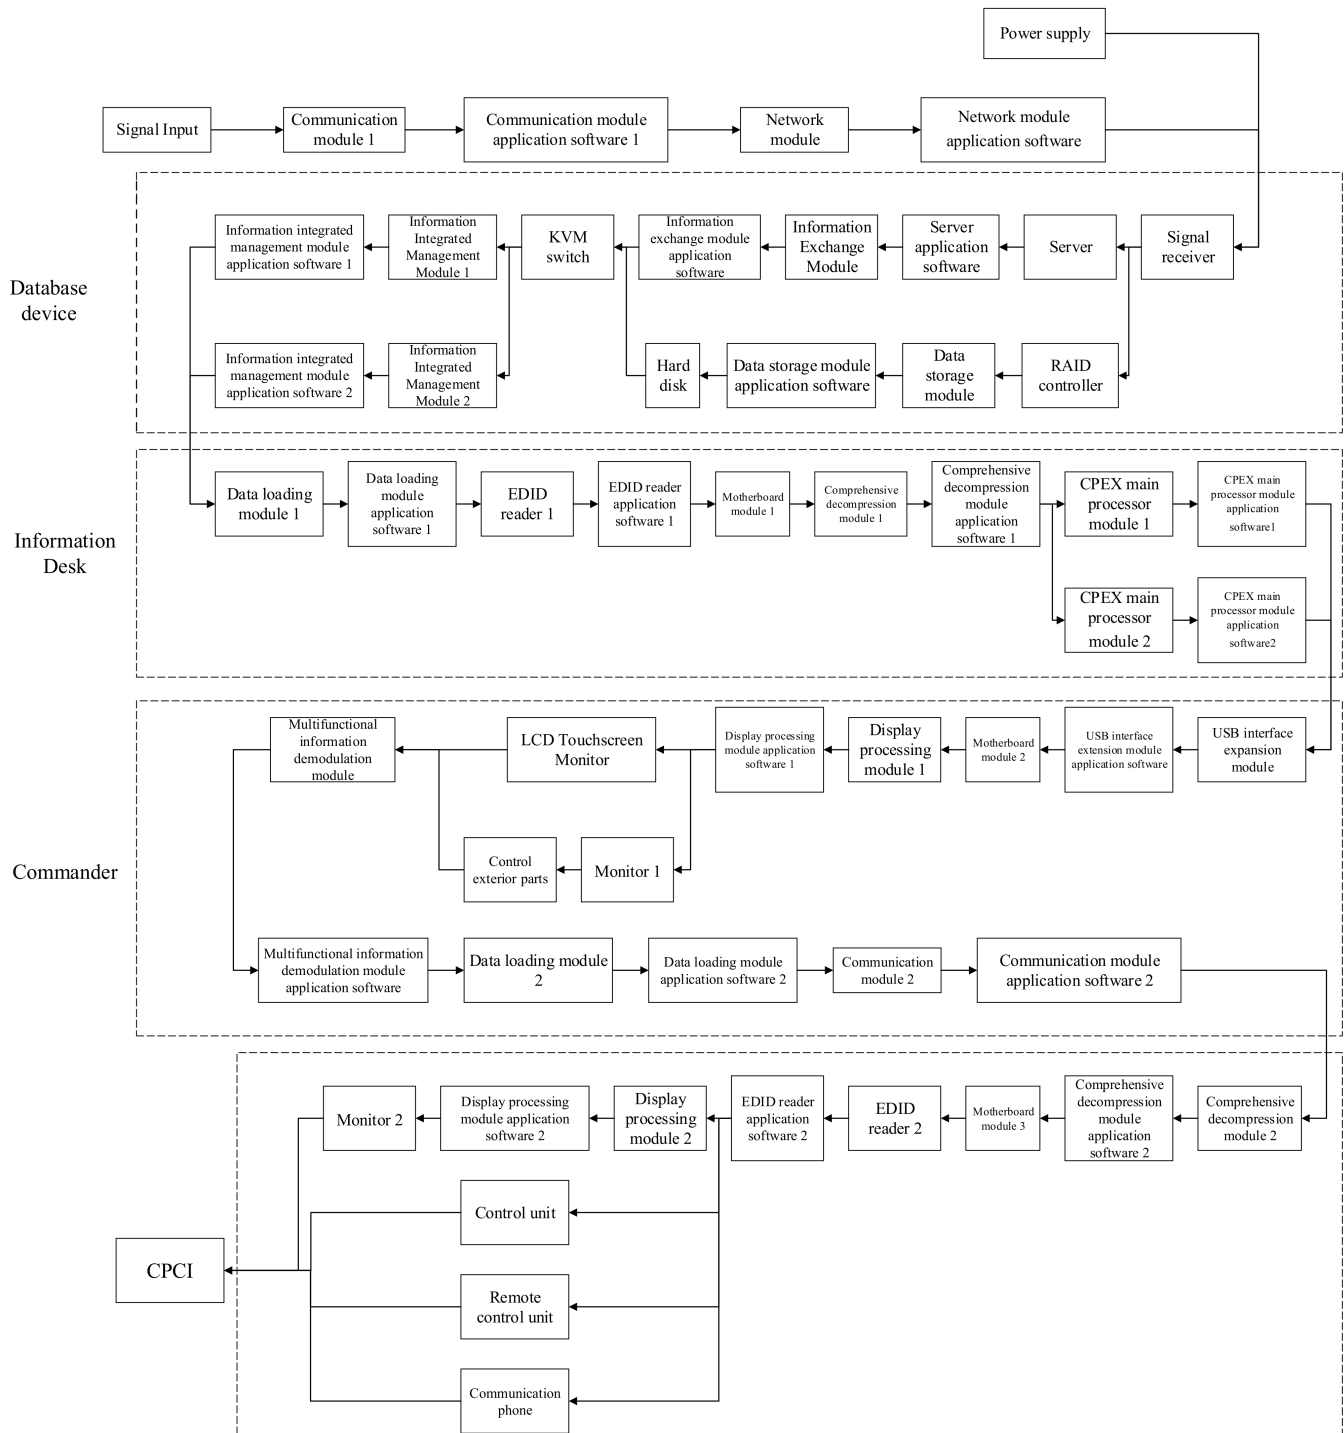 Power supply
Signal Input
Communication
module 1
Communication module
application software 1
Network
module
Network module
application software
Database
device
Information integrated
management module
application software 1
Information
Integrated
Management
Module 1
KVM
switch
Information
exchange module
application
software
Information
Exchange
Module
Server
application
software
Server
Signal
receiver
Information integrated
management module
application software 2
Information
Integrated
Management
Module 2
Hard
disk
Data storage module
application software
Data
storage
module
RAID
controller
Information
Desk
Data loading
module 1
Data loading
module
application
software 1
EDID
reader 1
EDID reader
application
software 1
Motherboard
module 1
Comprehensive
decompression
module 1
Comprehensive
decompression
module
application
software 1
CPEX main
processor
module 1
CPEX main
processor module
application
software1
CPEX main
processor
module 2
CPEX main
processor module
application
software2
Commander
Multifunctional
information
demodulation
module
LCD Touchscreen
Monitor
Display processing
module application
software 1
Display
processing
module 1
Motherboard
module 2
USB interface
extension module
application software
USB interface
expansion
module
Control
exterior parts
Monitor 1
Multifunctional information
demodulation module
application software
Data loading module
2
Data loading module
application software 2
Communication
module 2
Communication module
application software 2
Monitor 2
Display processing
module application
software 2
Display
processing
module 2
EDID reader
application
software 2
EDID
reader 2
Motherboard
module 3
Comprehensive
decompression
module
application
software 2
Comprehensive
decompression
module 2
Control unit
CPCI
Remote
control unit
Communication
phone